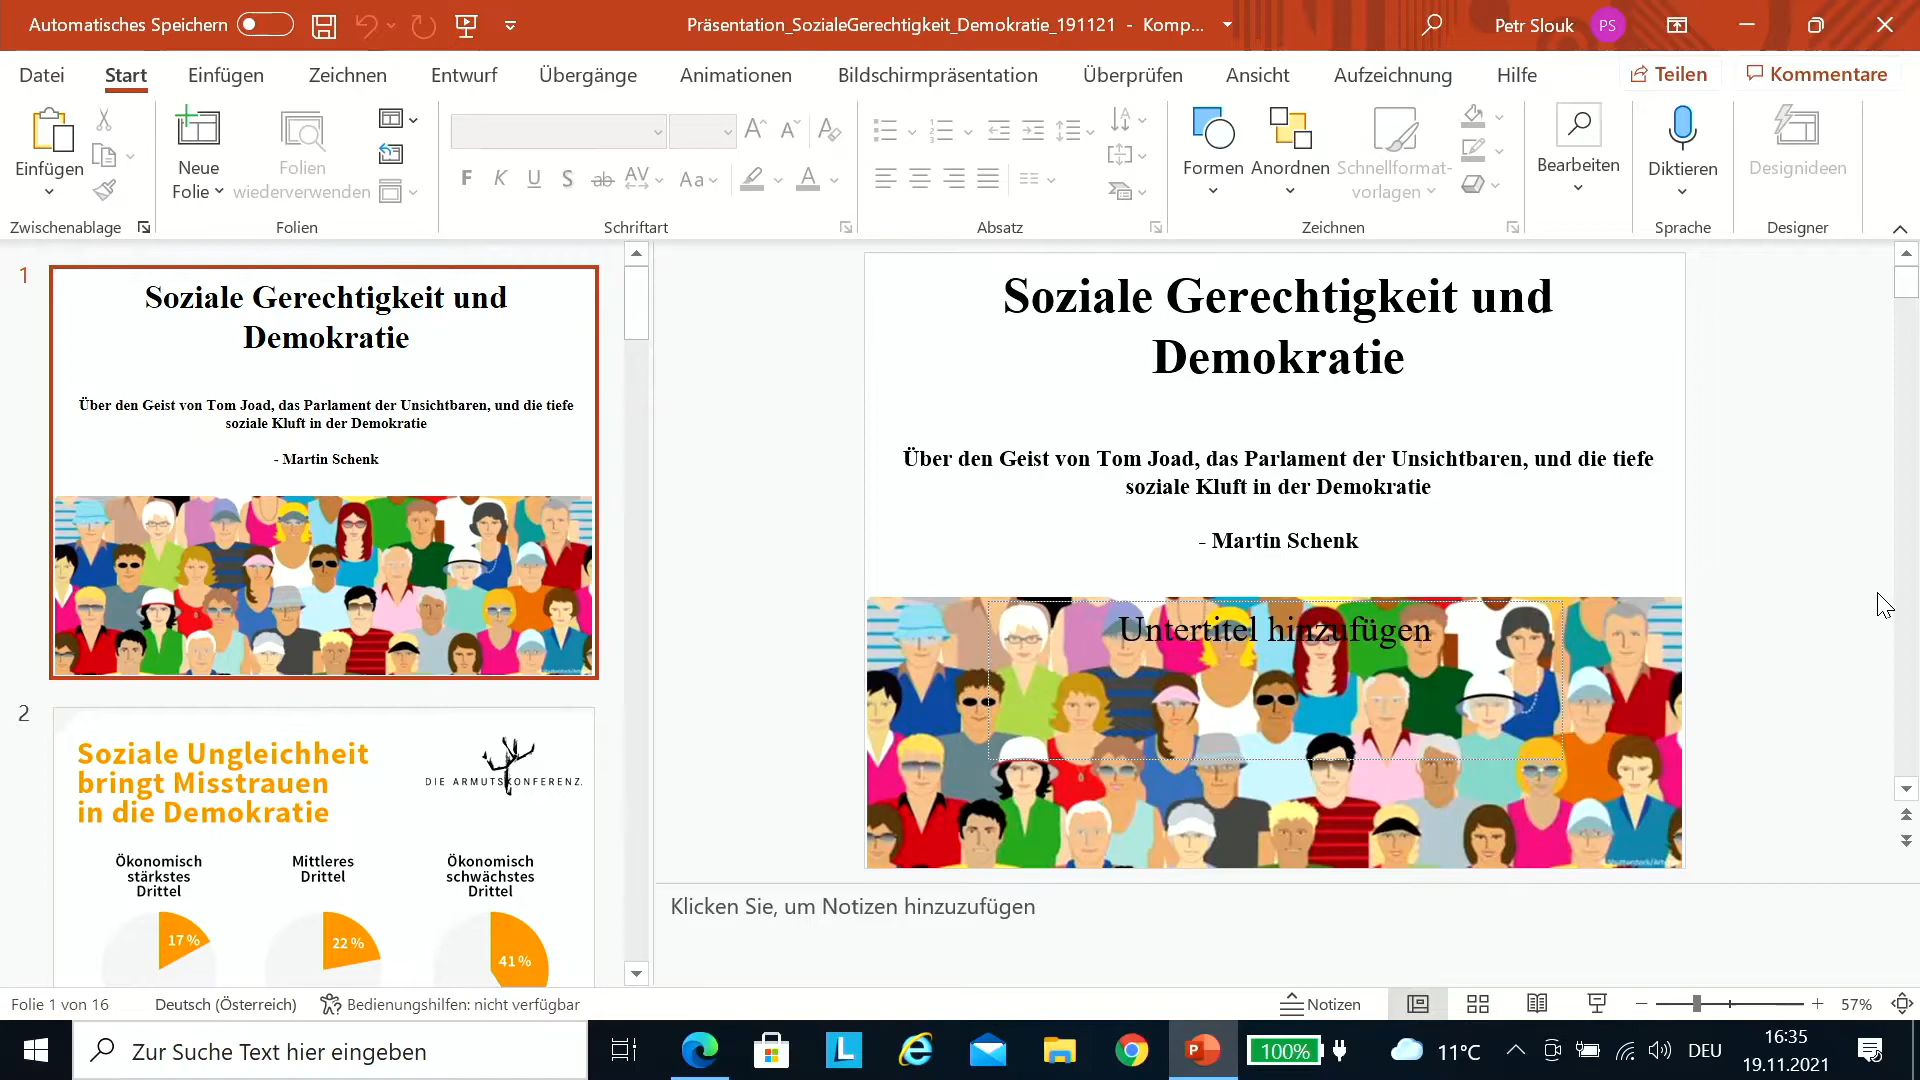 Automatisches Speichern
Präsentation_SozialeGerechtigkeit_Demokratie_191121 - Komp...
Petr Slouk
PS
Datei
Start
Einfügen
Zeichnen
Entwurf
Übergänge
Animationen
Bildschirmpräsentation
Überprüfen
Ansicht
Aufzeichnung
Hilfe
Teilen
Kommentare
Einfügen
Neue
Folie
Folien
wiederverwenden
F K U S ab AV Aa A
Formen
Anordnen
Schnellformat-
vorlagen
Bearbeiten
Diktieren
Designideen
Zwischenablage
Folien
Schriftart
Absatz
Zeichnen
Sprache
Designer
1
Soziale Gerechtigkeit und
Demokratie
Über den Geist von Tom Joad, das Parlament der Unsichtbaren, und die tiefe
soziale Kluft in der Demokratie
- Martin Schenk
2
Soziale Ungleichheit
bringt Misstrauen
in die Demokratie
DIE ARMUTSKONFERENZ.
Ökonomisch
stärkstes
Drittel
Mittleres
Drittel
Ökonomisch
schwächstes
Drittel
17 %
22 %
41 %
Soziale Gerechtigkeit und
Demokratie
Über den Geist von Tom Joad, das Parlament der Unsichtbaren, und die tiefe
soziale Kluft in der Demokratie
- Martin Schenk
Untertitel hinzufügen
Klicken Sie, um Notizen hinzuzufügen
Folie 1 von 16
Deutsch (Österreich)
Bedienungshilfen: nicht verfügbar
Notizen
57%
Zur Suche Text hier eingeben
100%
11°C
DEU
16:35
19.11.2021